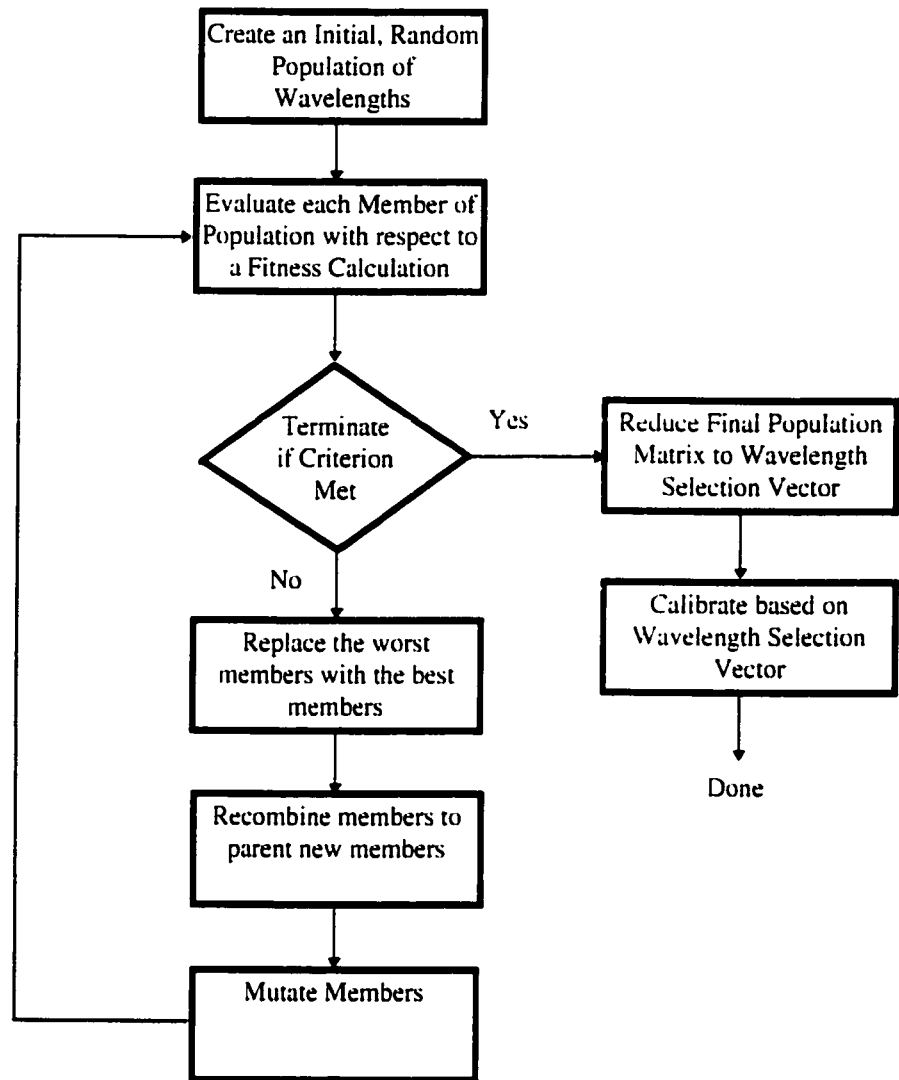 Create an Initial, Random
Population of
Wavelengths
Evaluate each Member of
Population with respect to
a Fitness Calculation
Terminate
if Criterion
Met
Yes
Reduce Final Population
Matrix to Wavelength
Selection Vector
Calibrate based on
Wavelength Selection
Vector
Done
No
Replace the worst
members with the best
members
Recombine members to
parent new members
Mutate Members